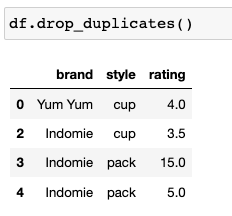 df.drop_duplicates()
brand style rating
0 Yum Yum cup 4.0
2 Indomie cup 3.5
3 Indomie pack 15.0
4 Indomie pack 5.0